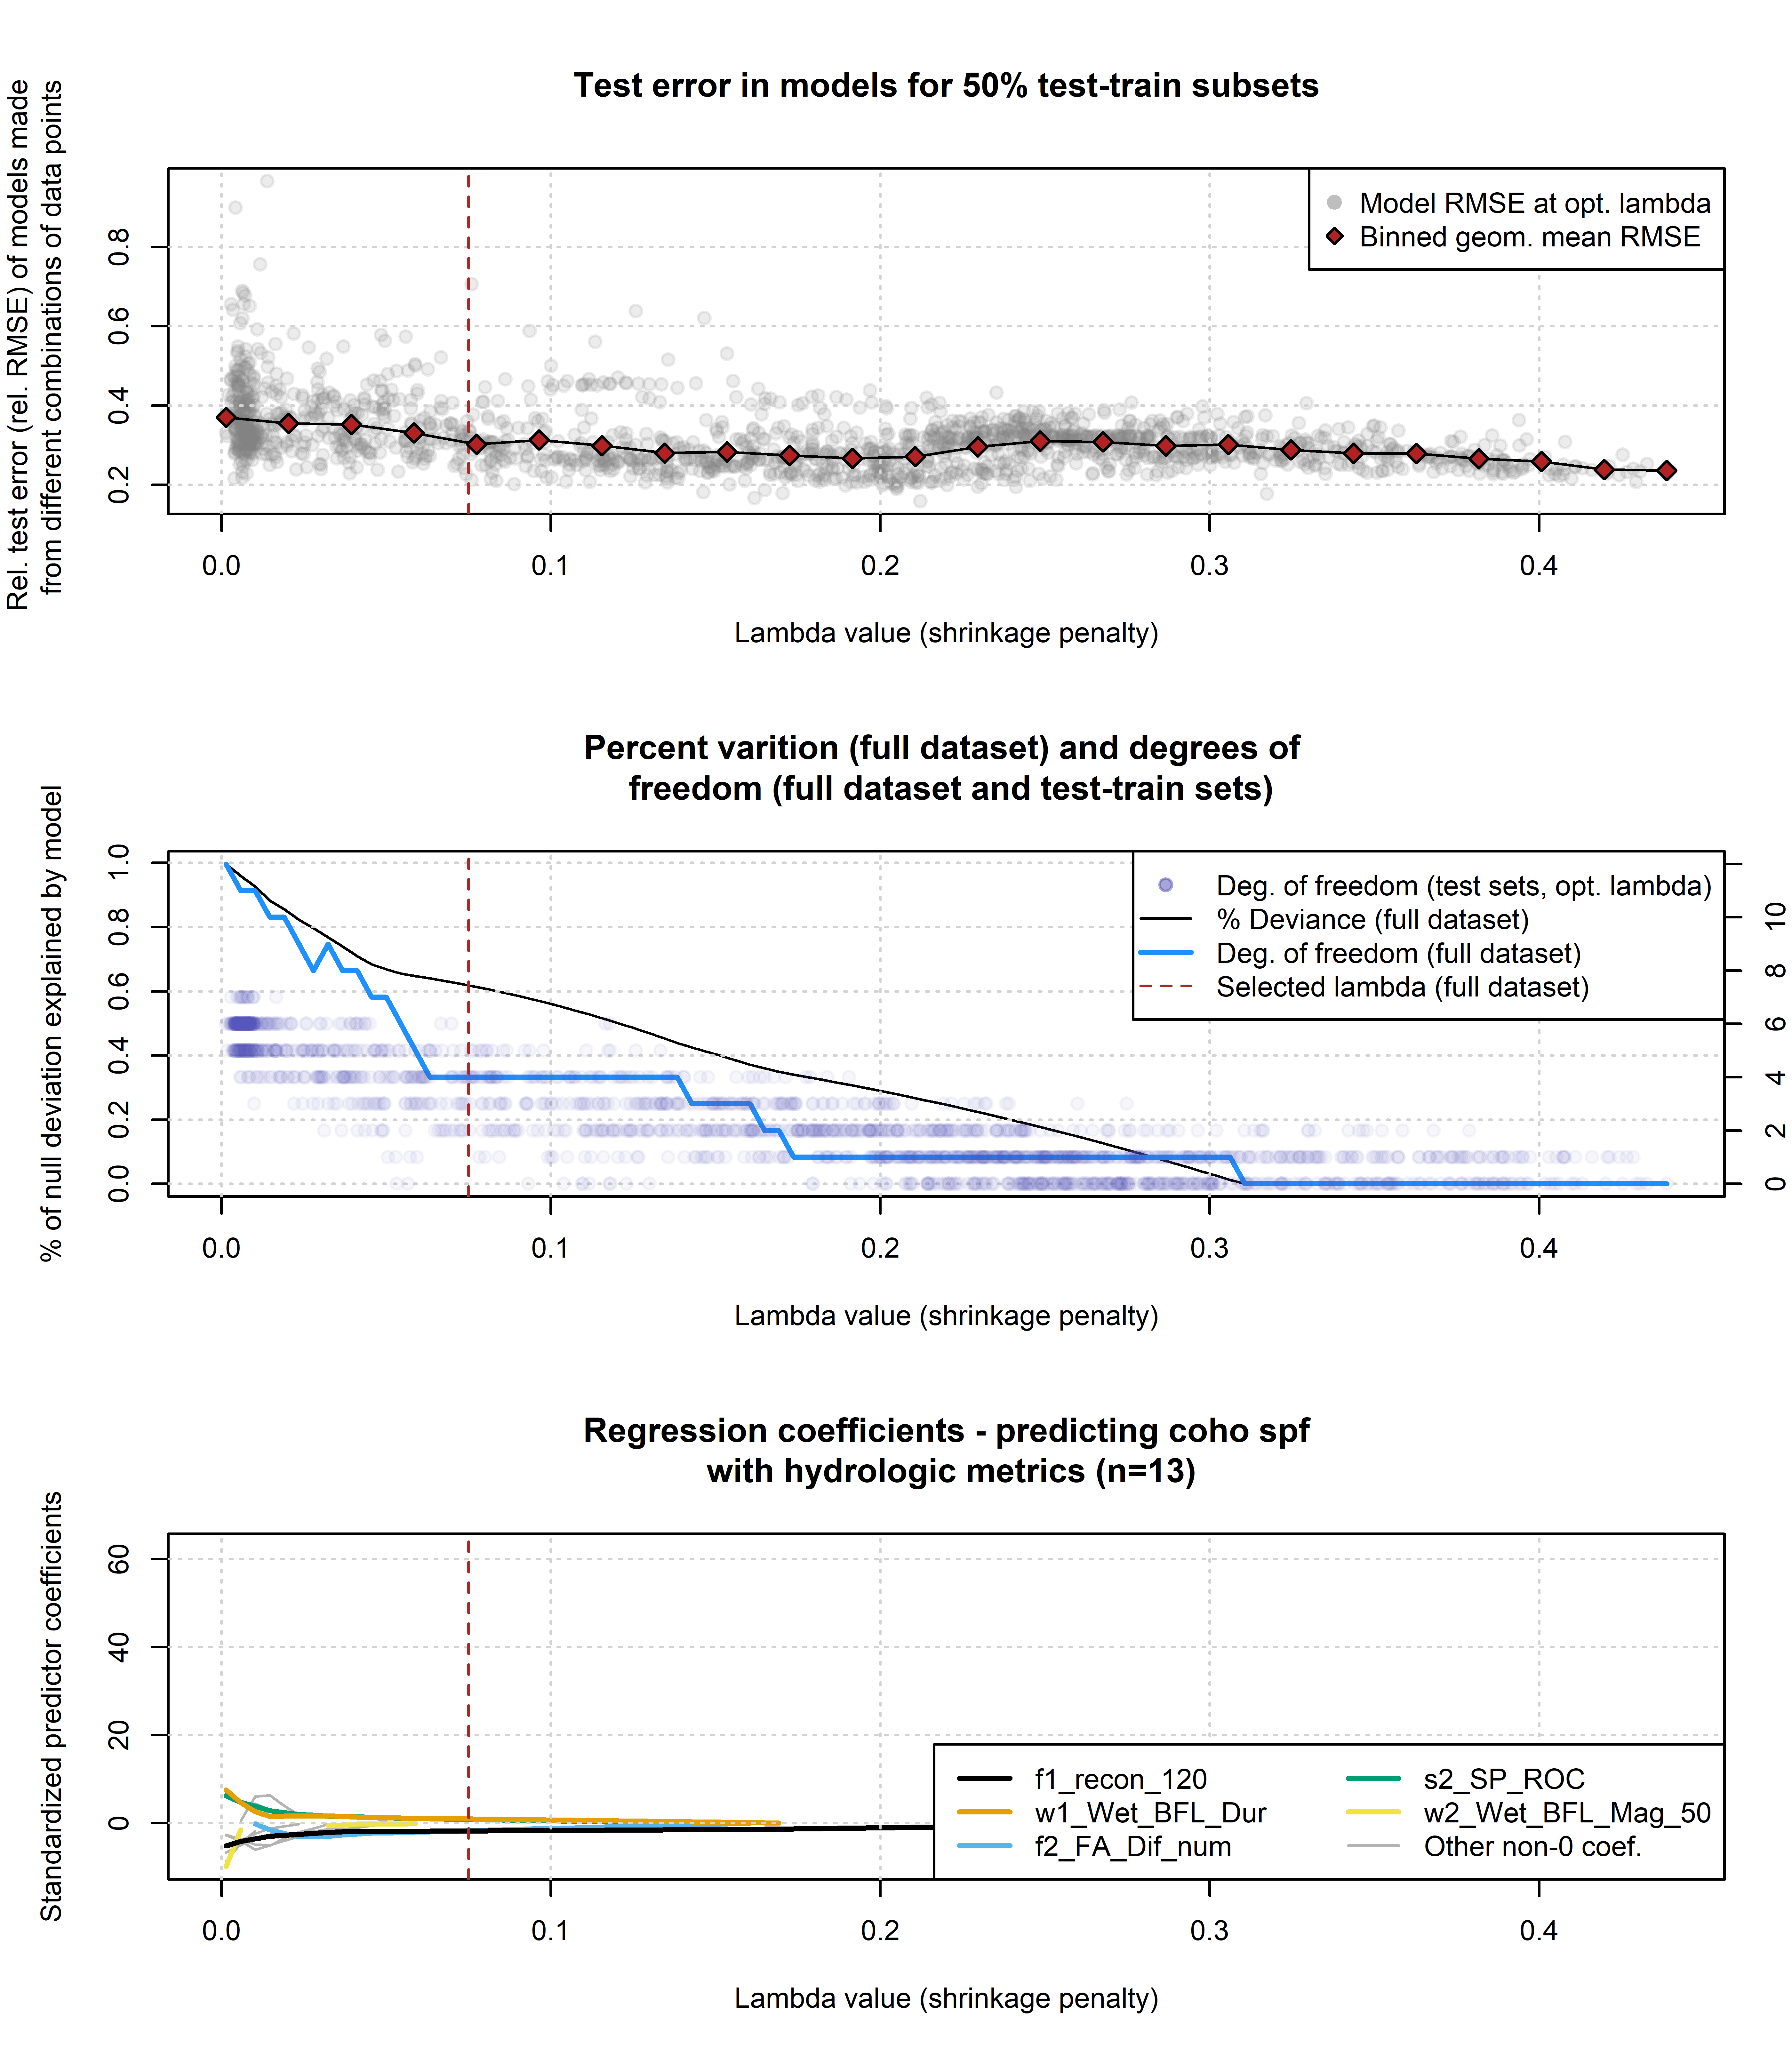 Test error in models for 50% test-train subsets
Rel. test error (rel. RMSE) of models made
from different combinations of data points
0.8
0.6
0.4
0.2
Model RMSE at opt. lambda
Binned geom. mean RMSE
0.0 0.1 0.2 0.3 0.4
Lambda value (shrinkage penalty)
Percent varition (full dataset) and degrees of
freedom (full dataset and test-train sets)
% of null deviation explained by model
1.0
0.8
0.6
0.4
0.2
0.0
Deg. of freedom (test sets, opt. lambda)
% Deviance (full dataset)
Deg. of freedom (full dataset)
Selected lambda (full dataset)
10
8
6
4
2
0
0.0 0.1 0.2 0.3 0.4
Lambda value (shrinkage penalty)
Regression coefficients - predicting coho spf
with hydrologic metrics (n=13)
Standardized predictor coefficients
60
40
20
0
f1_recon_120
w1_Wet_BFL_Dur
f2_FA_Dif_num
s2_SP_ROC
w2_Wet_BFL_Mag_50
Other non-0 coef.
0.0 0.1 0.2 0.3 0.4
Lambda value (shrinkage penalty)